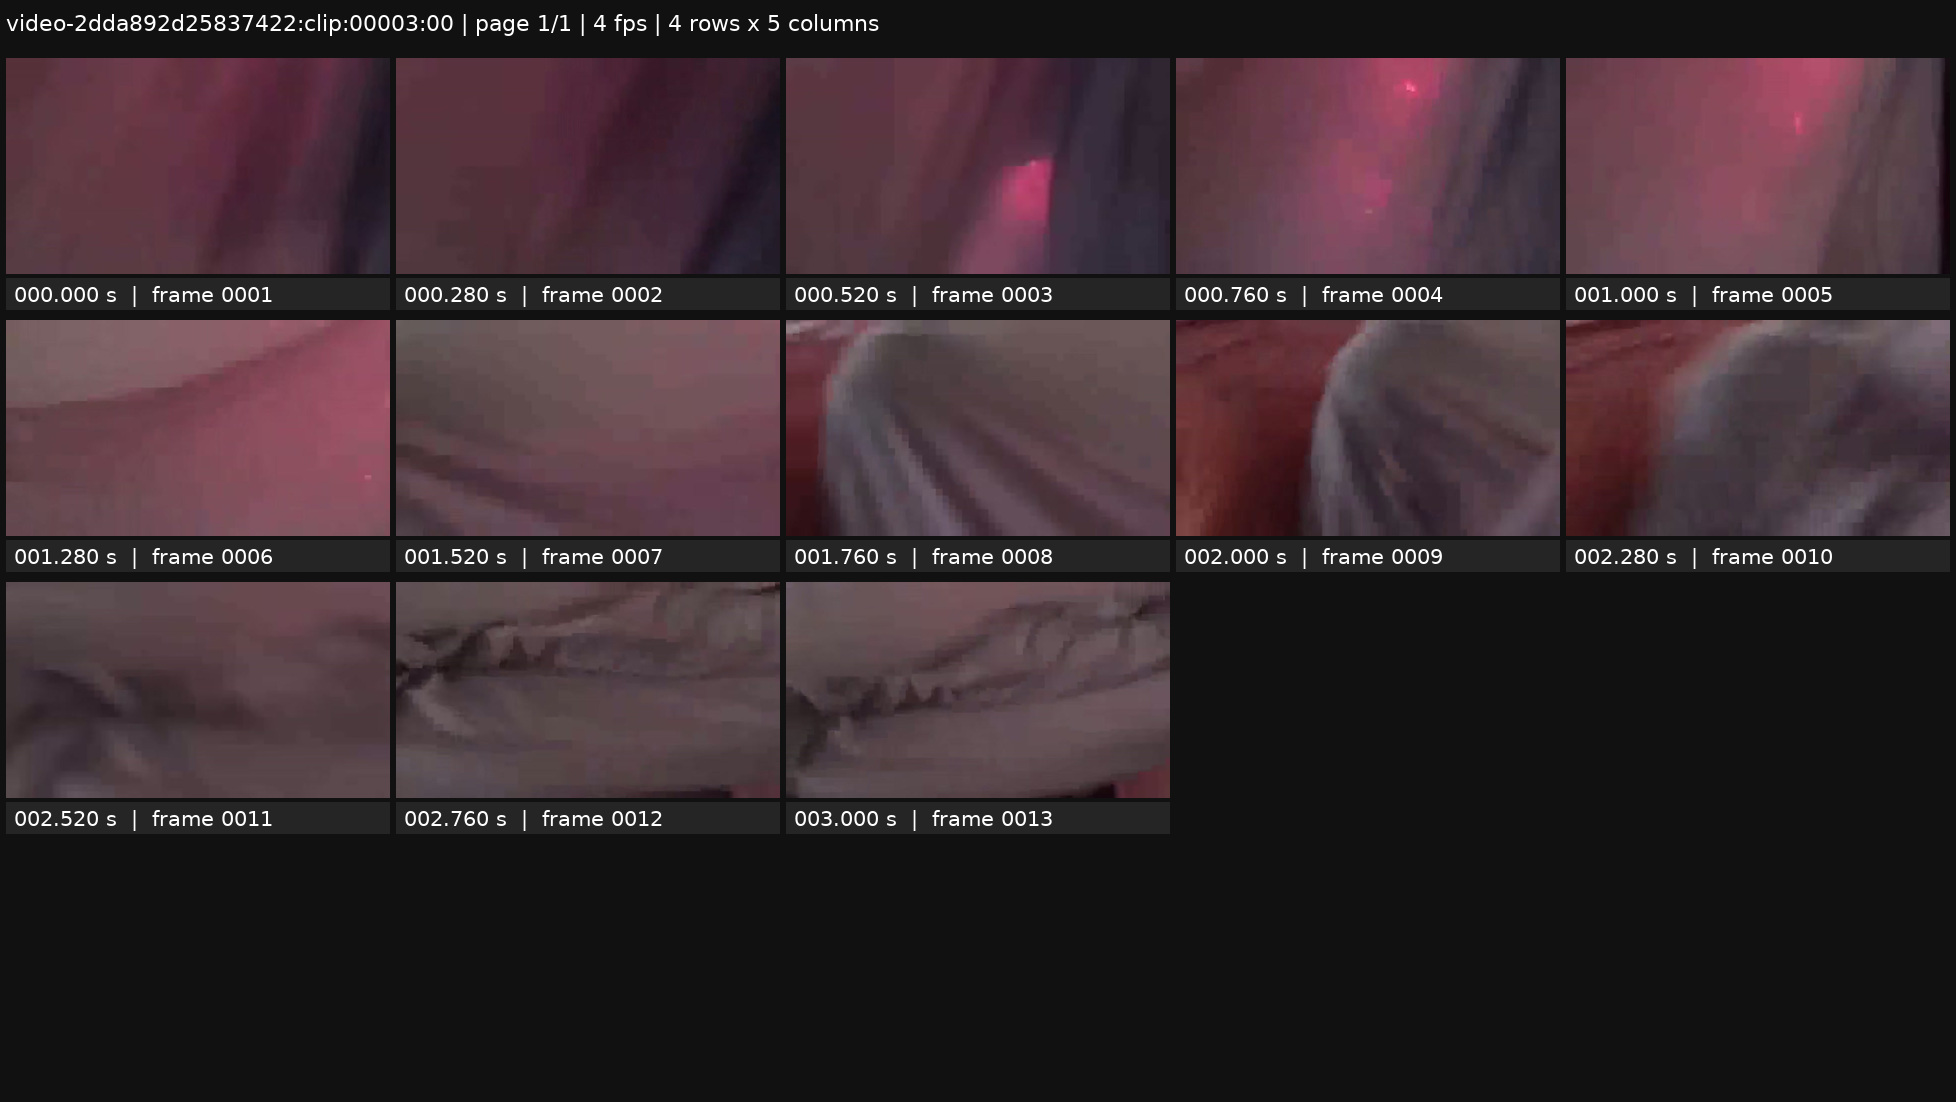 video-2dda892d25837422:clip:00003:00 | page 1/1 | 4 fps | 4 rows x 5 columns
000.000 s | frame 0001
000.280 s | frame 0002
000.520 s | frame 0003
000.760 s | frame 0004
001.000 s | frame 0005
001.280 s | frame 0006
001.520 s | frame 0007
001.760 s | frame 0008
002.000 s | frame 0009
002.280 s | frame 0010
002.520 s | frame 0011
002.760 s | frame 0012
003.000 s | frame 0013